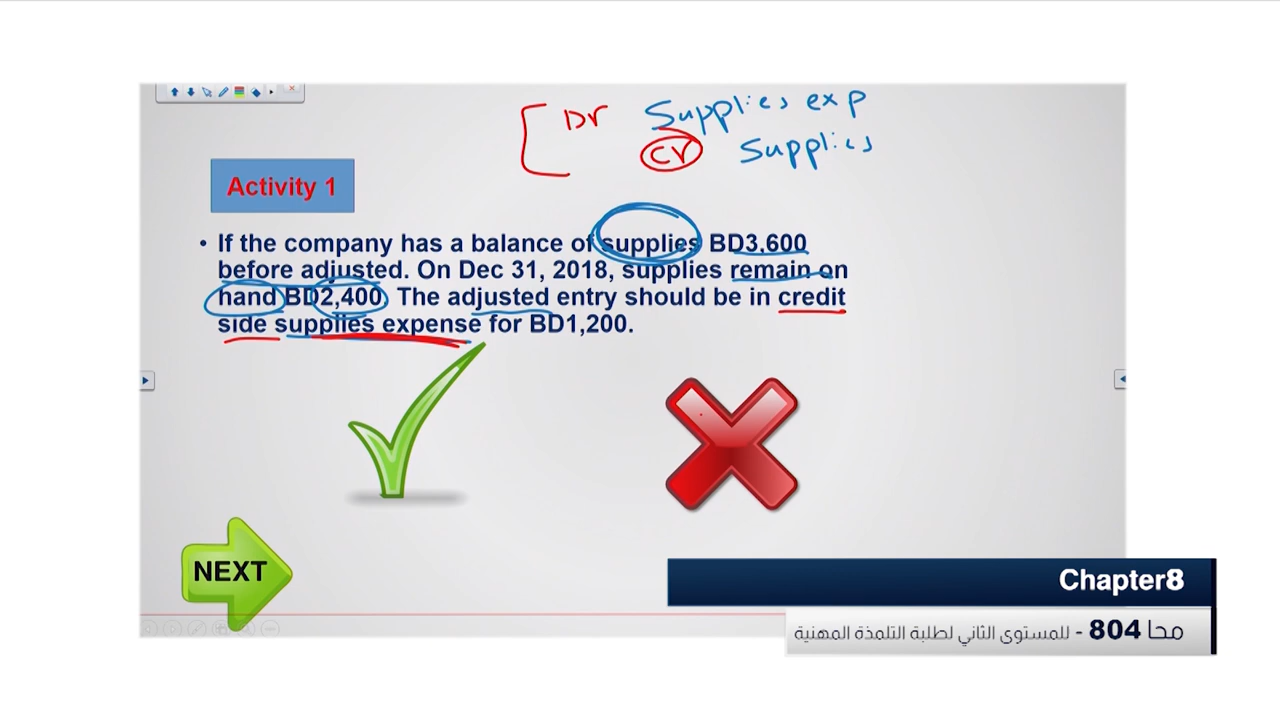 Dr Supplies exp
Cr Supplies
Activity 1
• If the company has a balance of supplies BD3,600
before adjusted. On Dec 31, 2018, supplies remain on
hand BD2,400. The adjusted entry should be in credit
side supplies expense for BD1,200.
NEXT
Chapter8
محا 804 - للمستوى الثاني لطلبة التلمذة المهنية